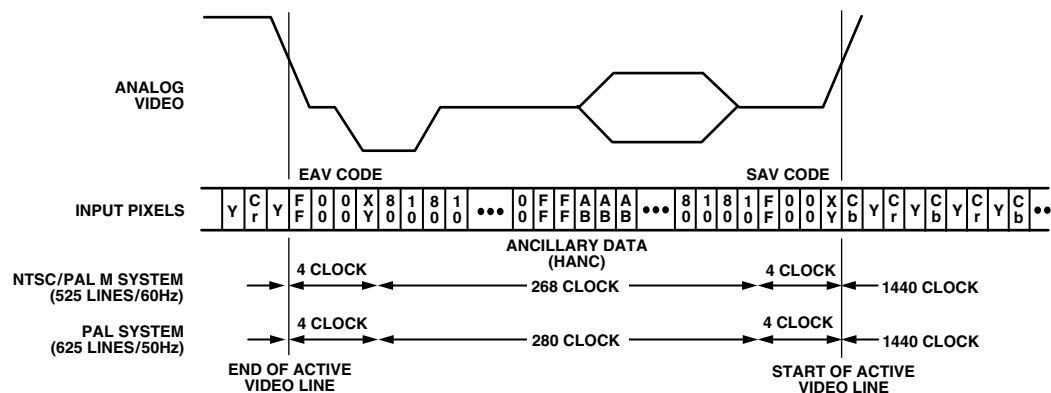 ANALOG
VIDEO
EAV CODE
SAV CODE
INPUT PIXELS
Y Cr Y FF 00 00 XY 80 10 80 10 ••• 00 FF FF AB AB AB ••• 80 10 80 10 FF 00 00 XY Cb Y Cr Y Cb Y Cr Y Cb ••
ANCILLARY DATA
(HANC)
NTSC/PAL M SYSTEM
(525 LINES/60Hz)
4 CLOCK
268 CLOCK
4 CLOCK
1440 CLOCK
PAL SYSTEM
(625 LINES/50Hz)
4 CLOCK
280 CLOCK
4 CLOCK
1440 CLOCK
END OF ACTIVE
VIDEO LINE
START OF ACTIVE
VIDEO LINE